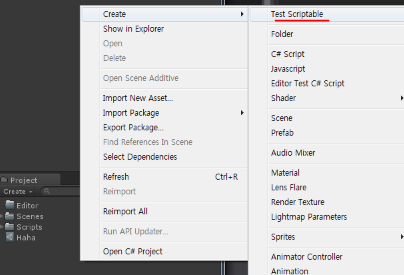 Create
Show in Explorer
Open
Delete
Open Scene Additive
Import New Asset...
Import Package
Export Package...
Find References In Scene
Select Dependencies
Refresh Ctrl+R
Reimport
Reimport All
Run API Updater...
Open C# Project
Test Scriptable
Folder
C# Script
Javascript
Editor Test C# Script
Shader
Scene
Prefab
Audio Mixer
Material
Lens Flare
Render Texture
Lightmap Parameters
Sprites
Animator Controller
Animation
Project
Create
Editor
Scenes
Scripts
Haha